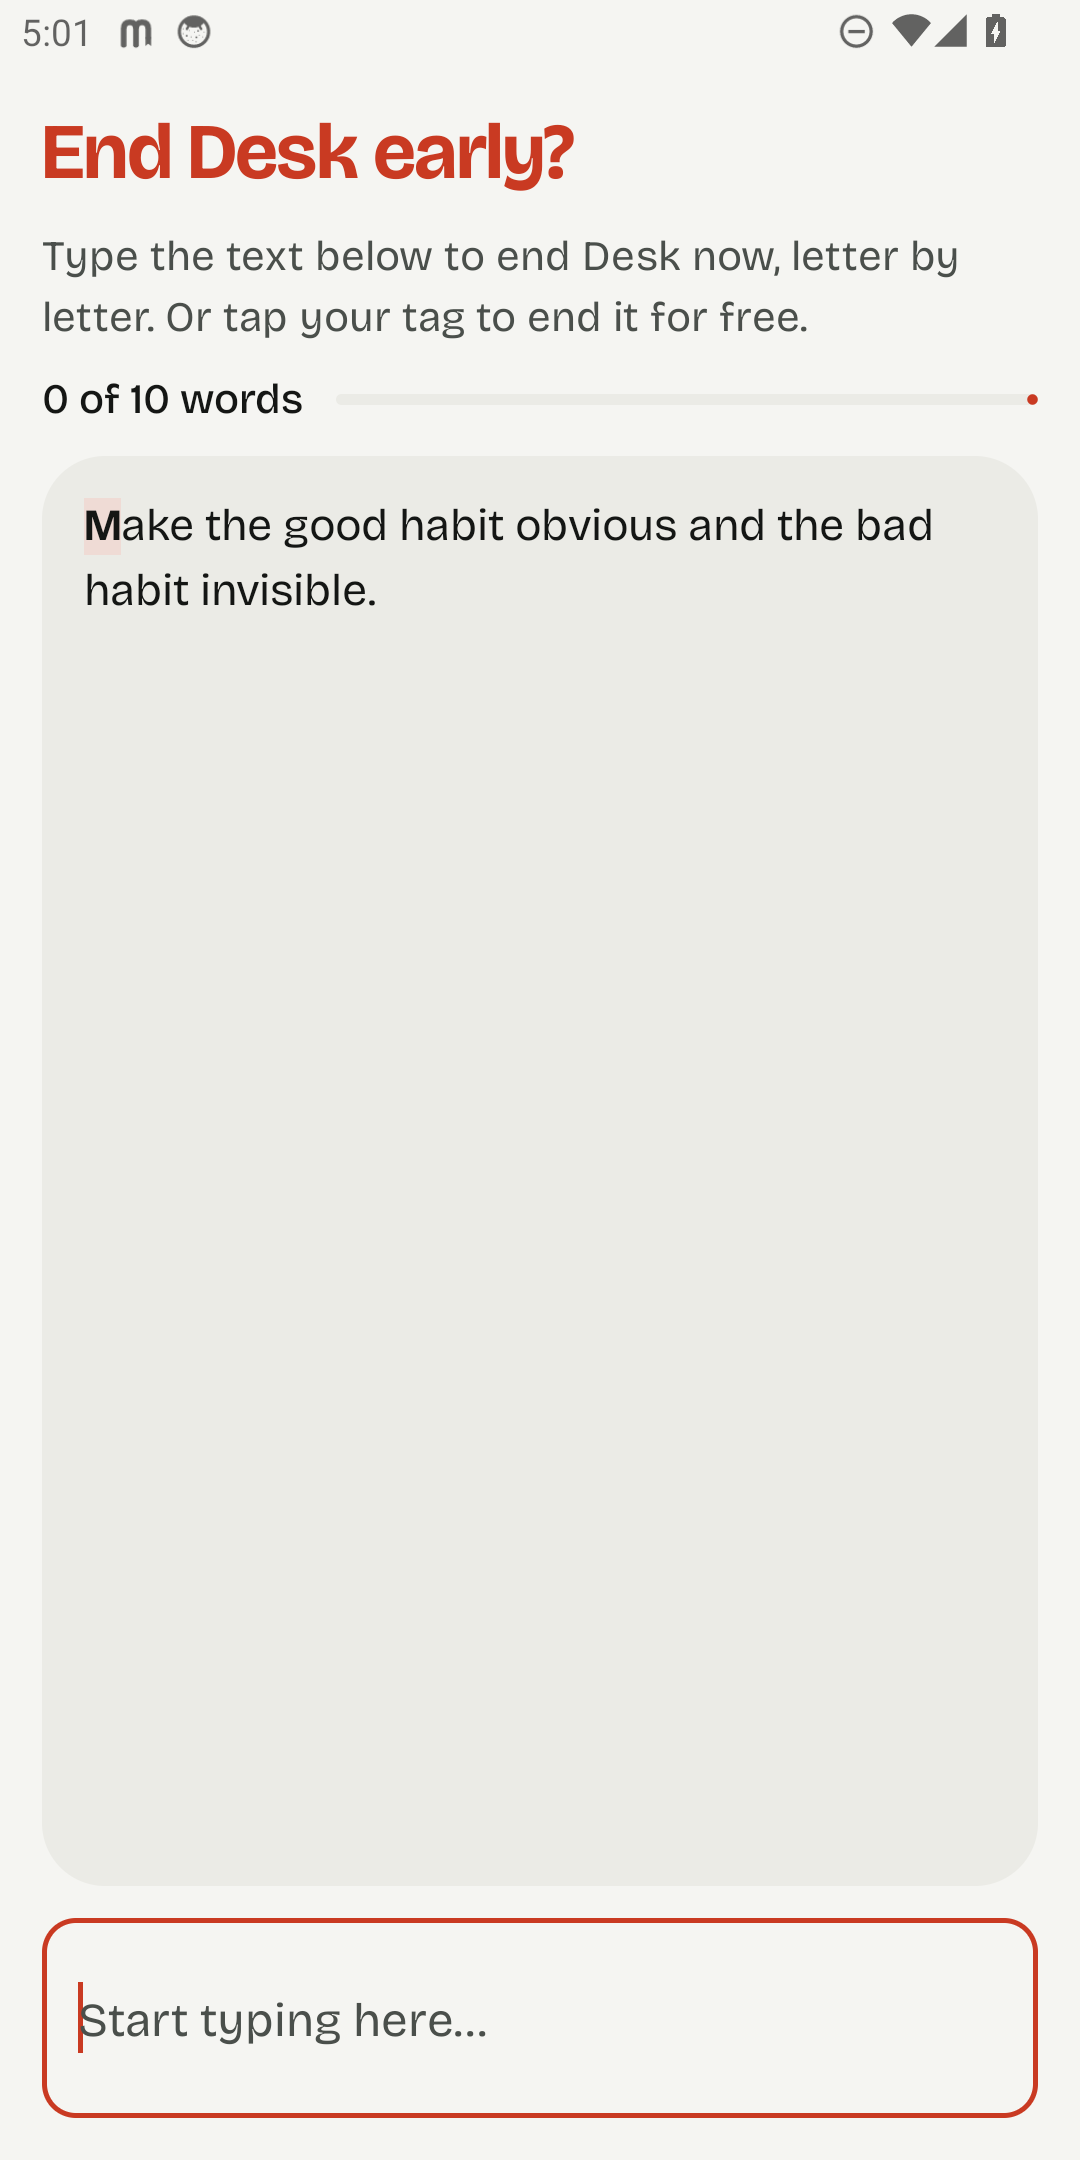 5:01
End Desk early?
Type the text below to end Desk now, letter by
letter. Or tap your tag to end it for free.
0 of 10 words
Make the good habit obvious and the bad
habit invisible.
Start typing here...